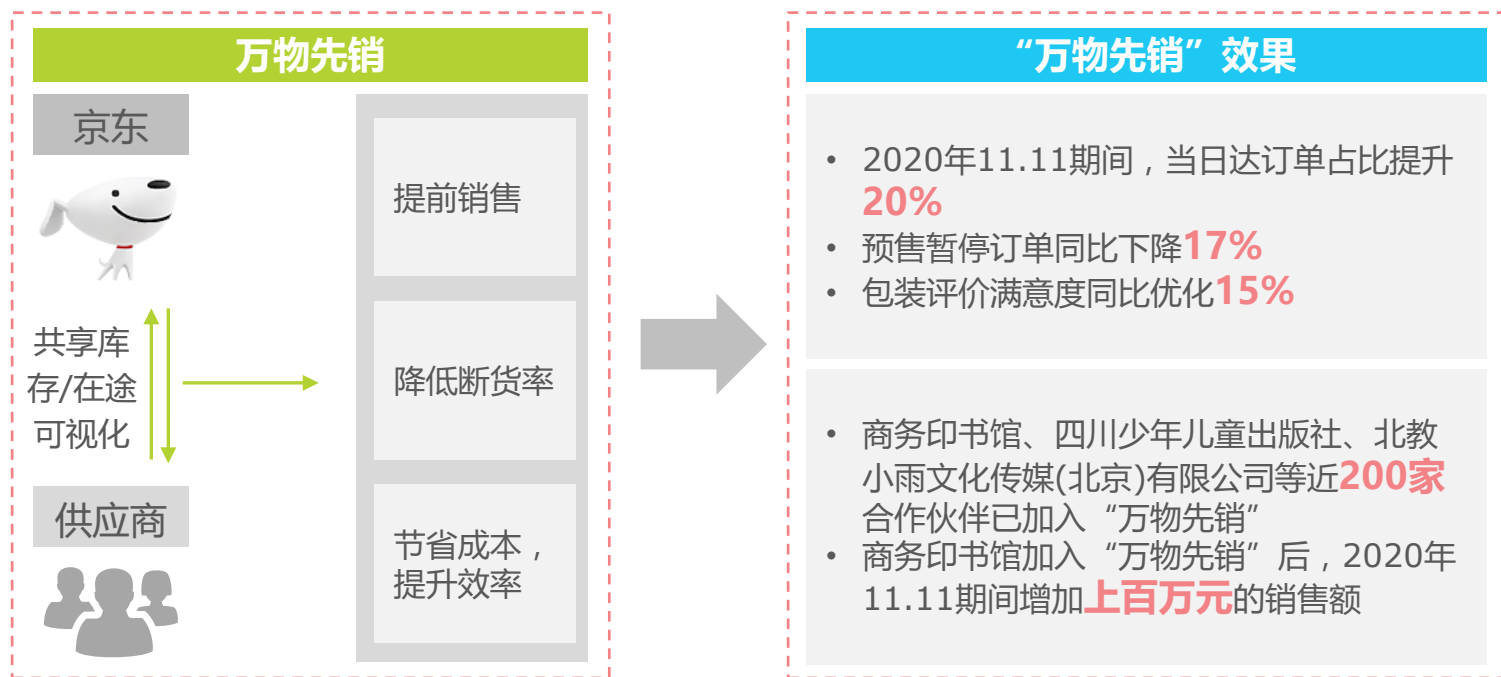 万物先销
京东
共享库
存/在途
可视化
供应商
提前销售
降低断货率
节省成本，
提升效率
“万物先销”效果
• 2020年11.11期间，当日达订单占比提升
20%
• 预售暂停订单同比下降17%
• 包装评价满意度同比优化15%
• 商务印书馆、四川少年儿童出版社、北教
小雨文化传媒(北京)有限公司等近200家
合作伙伴已加入“万物先销”
• 商务印书馆加入“万物先销”后，2020年
11.11期间增加上百万元的销售额